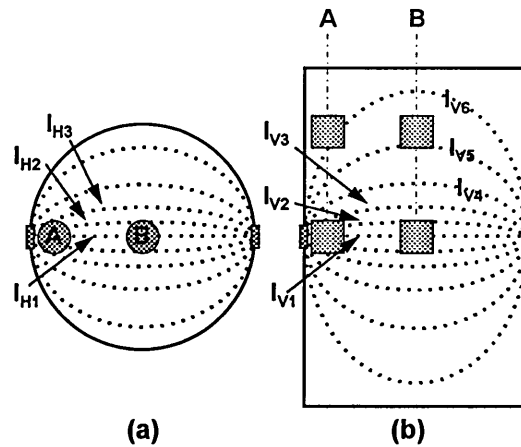 A
B
I_H3
I_H2
A
B
I_H1
I_V6
I_V3
I_V5
I_V4
I_V2
I_V1
(a)
(b)